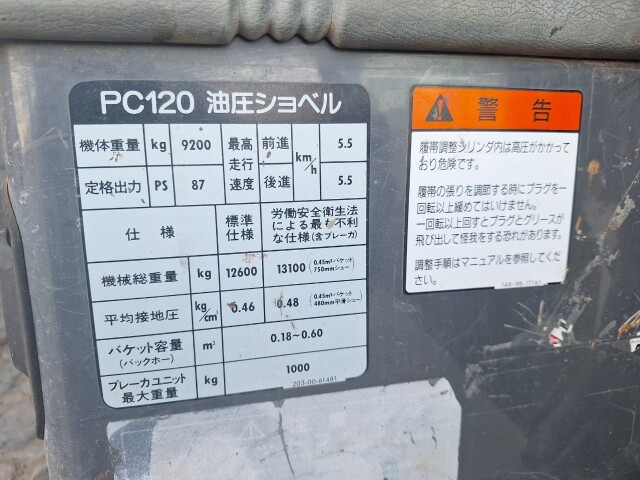 PC120 油圧ショベル
機体重量 kg 9200 最高走行速度 前進 km/h 5.5
定格出力 PS 87 後進 5.5
仕様 標準仕様 労働安全衛生法による最も不利な仕様(含ブレーカ)
機械総重量 kg 12600 13100 (0.45m³バケット 750mmシュー)
平均接地圧 kg/cm² 0.46 0.48 (0.45m³バケット 480mm中滑シュー)
バケット容量(バックホー) m³ 0.18~0.60
ブレーカユニット最大重量 kg 1000
203-00-61481
警告
履帯調整シリンダ内は高圧がかかって
おり危険です。
履帯の張りを調節する時にプラグを一
回転以上緩めてはいけません。
一回転以上回すとプラグとグリースが
飛び出して怪我をする恐れがあります。
調整手順はマニュアルを参照してください。